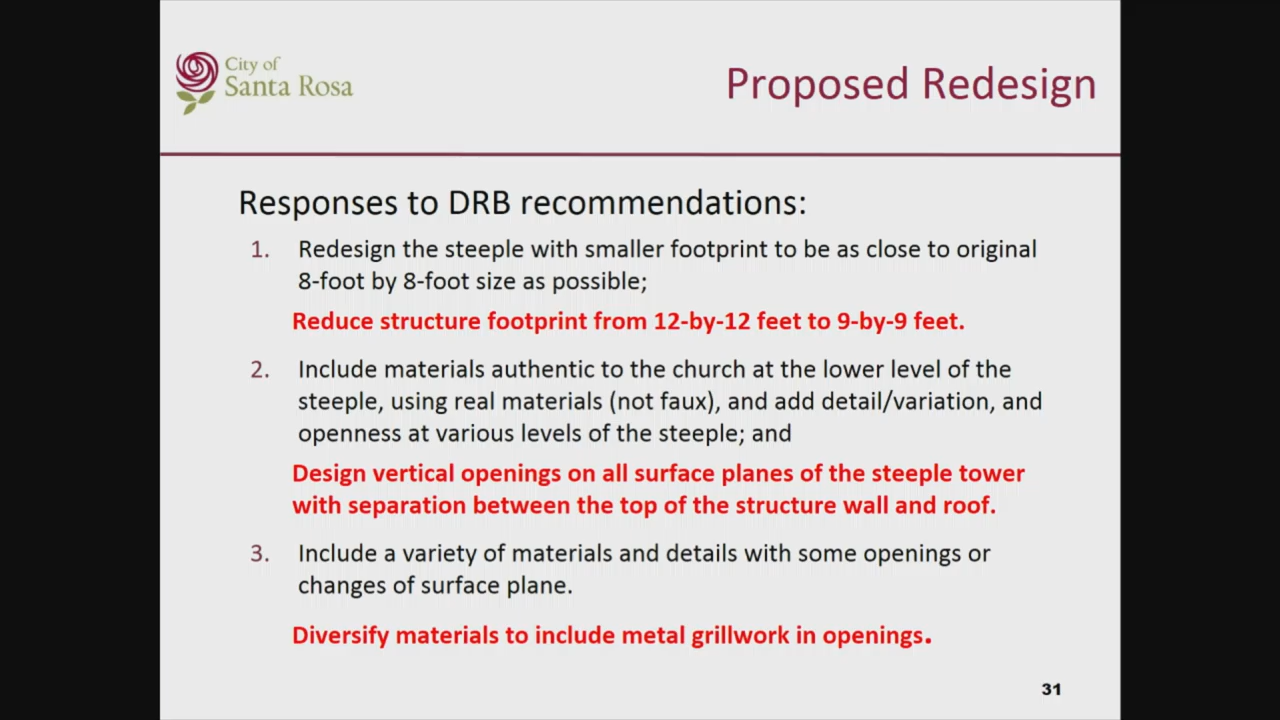 City of
Santa Rosa
Proposed Redesign
Responses to DRB recommendations:
1. Redesign the steeple with smaller footprint to be as close to original
8-foot by 8-foot size as possible;
Reduce structure footprint from 12-by-12 feet to 9-by-9 feet.
2. Include materials authentic to the church at the lower level of the
steeple, using real materials (not faux), and add detail/variation, and
openness at various levels of the steeple; and
Design vertical openings on all surface planes of the steeple tower
with separation between the top of the structure wall and roof.
3. Include a variety of materials and details with some openings or
changes of surface plane.
Diversify materials to include metal grillwork in openings.
31